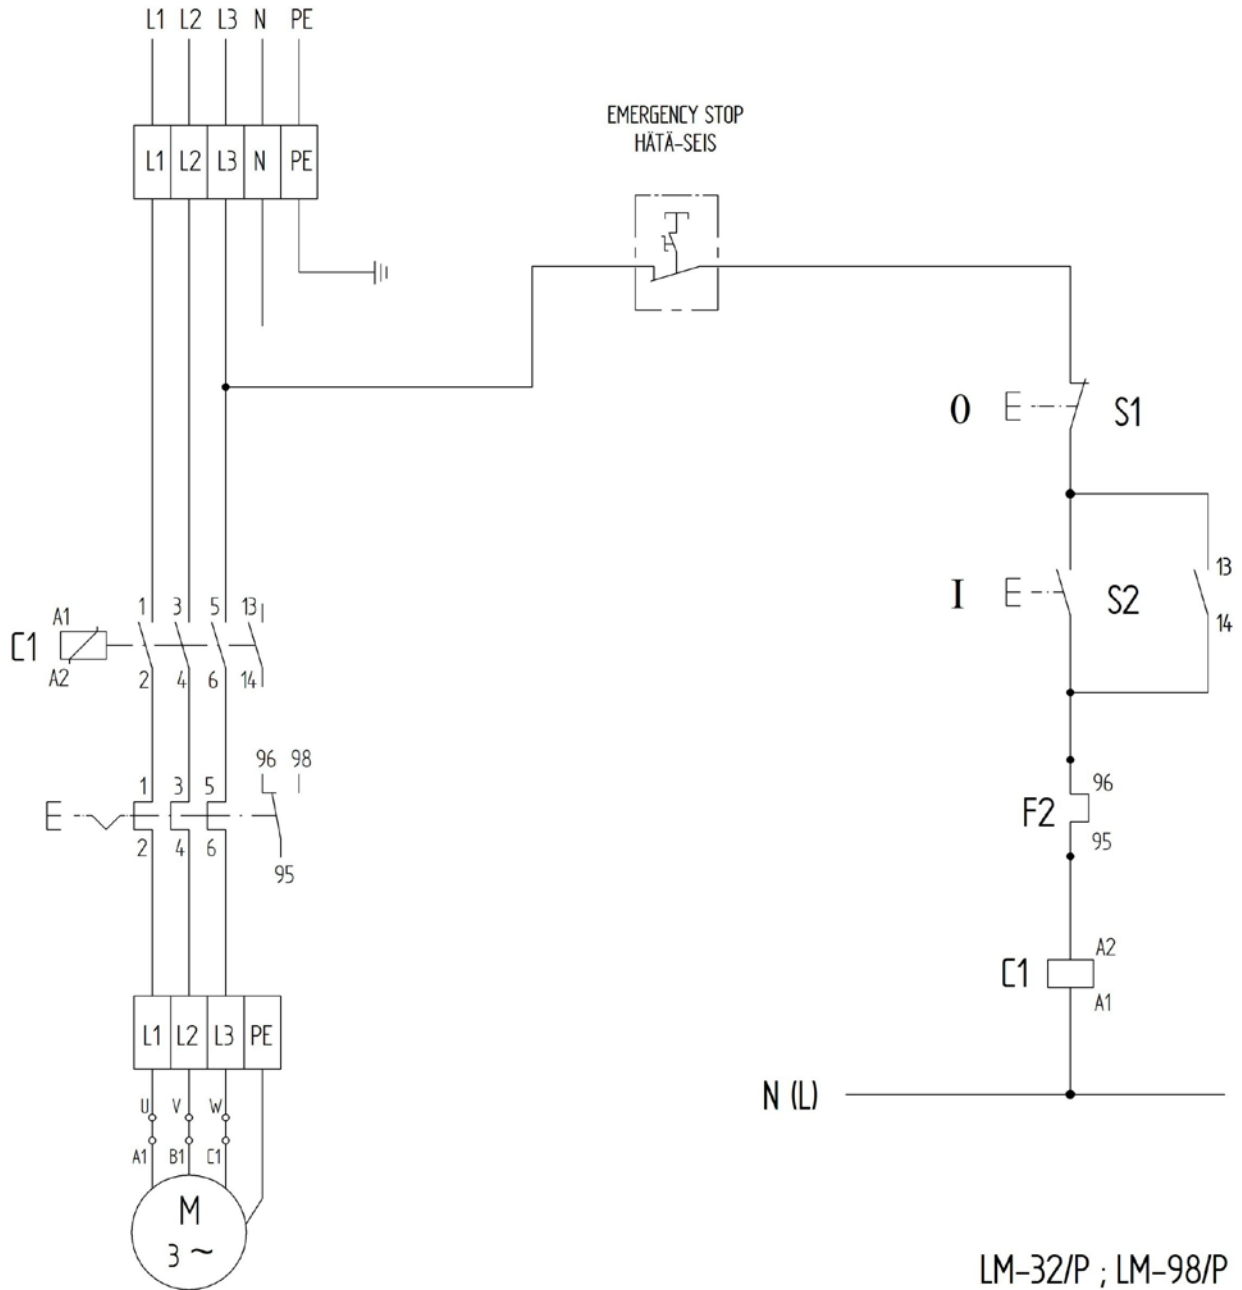 L1 L2 L3 N PE
L1 L2 L3 N PE
EMERGENCY STOP
HÄTÄ-SEIS
0 S1
I S2
13
14
C1
A1
A2
1 3 5 13
2 4 6 14
96 98
1 3 5
2 4 6
95
F2
96
95
C1
A2
A1
N (L)
L1 L2 L3 PE
U V W
A1 B1 C1
M
3 ~
LM-32/P ; LM-98/P